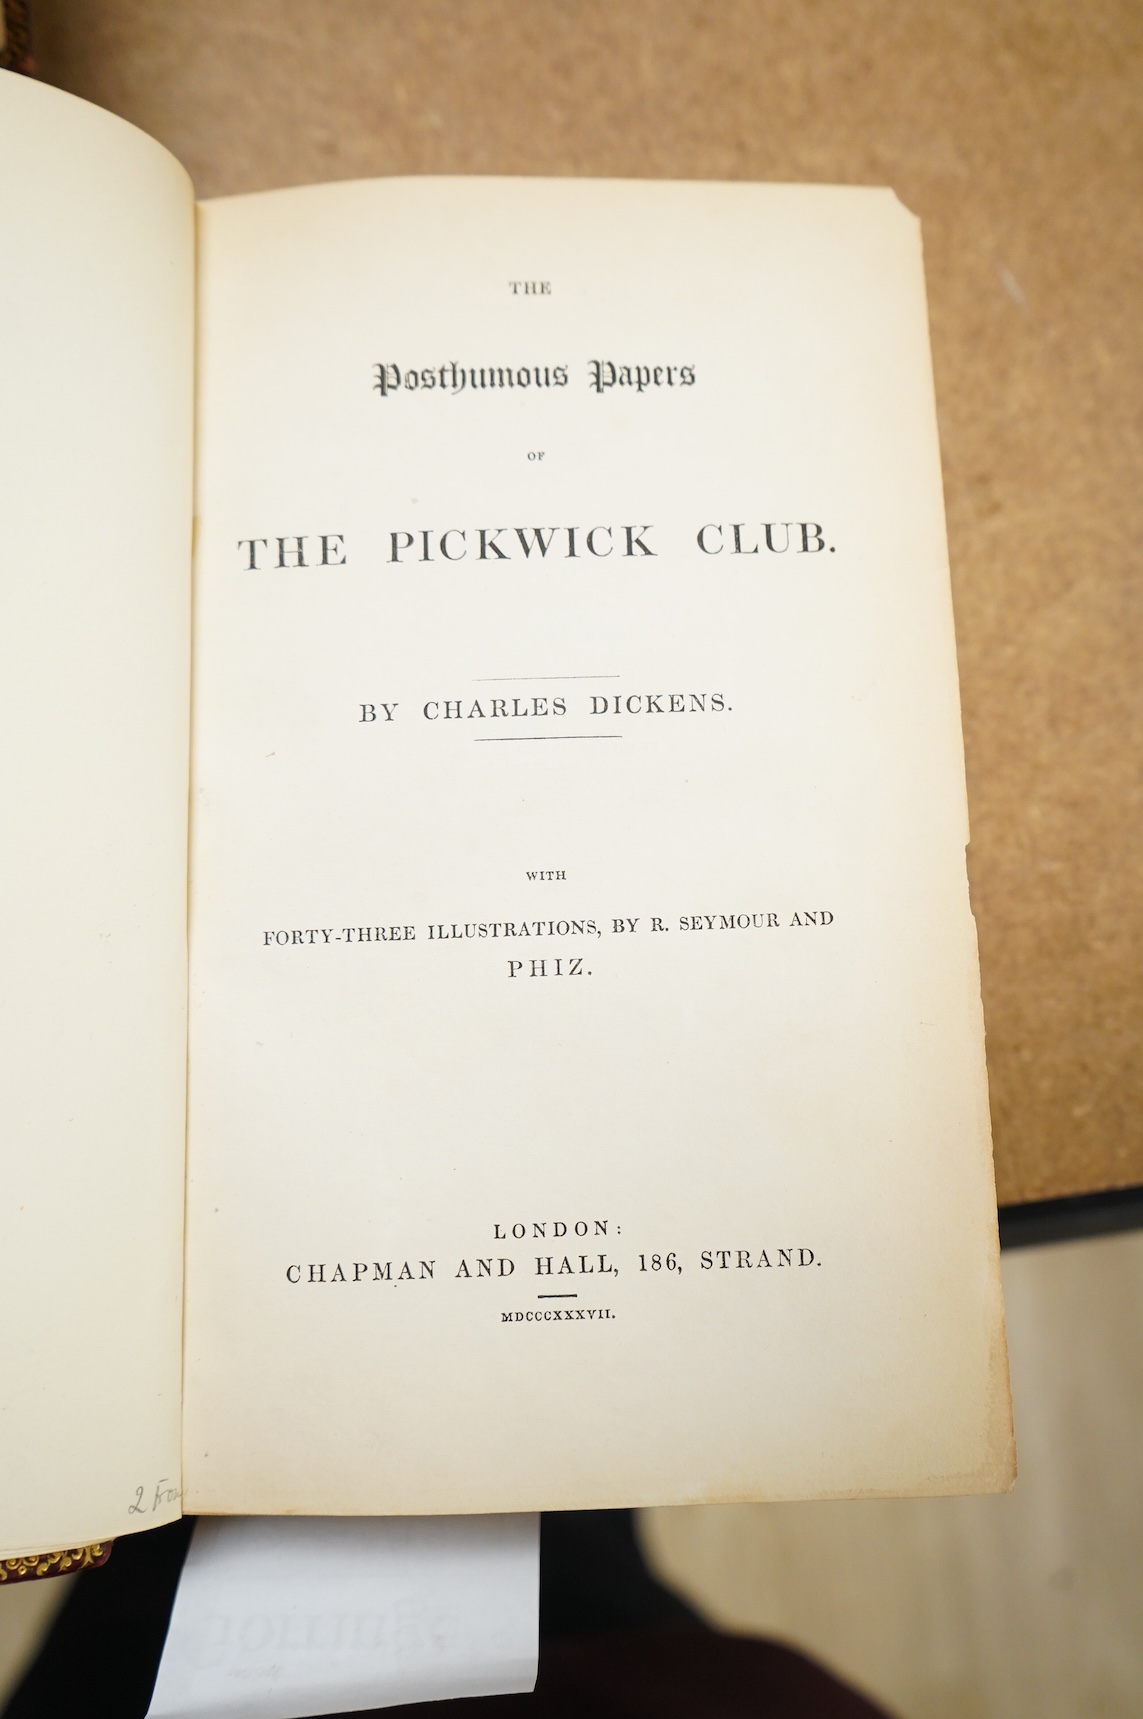 THE
Posthumous Papers
OF
THE PICKWICK CLUB.
BY CHARLES DICKENS.
WITH
FORTY-THREE ILLUSTRATIONS, BY R. SEYMOUR AND
PHIZ.
LONDON:
CHAPMAN AND HALL, 186, STRAND.
MDCCCXXXVII.
2